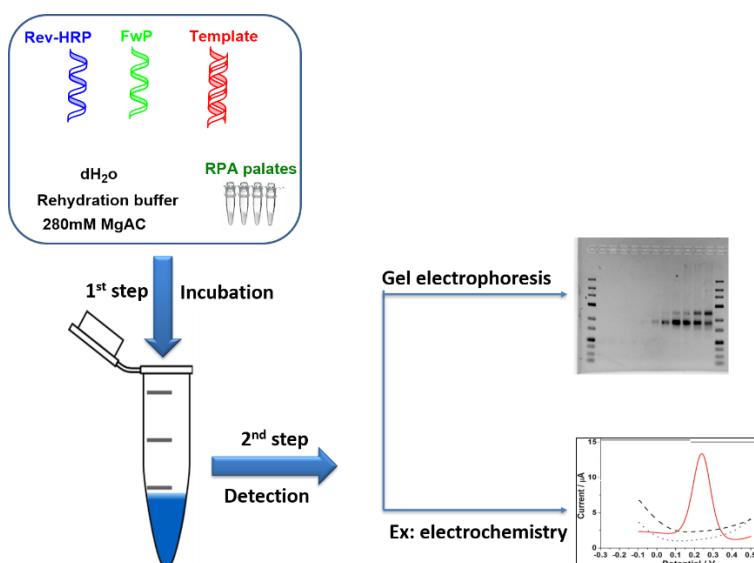 Rev-HRP
FwP
Template
dH₂o
Rehydration buffer
280mM MgAC
RPA palates
1st step
Incubation
2nd step
Detection
Gel electrophoresis
Ex: electrochemistry
Current / µA
15
10
5
0
-0.3 -0.2 -0.1 0.0 0.1 0.2 0.3 0.4 0.5
Potential / V